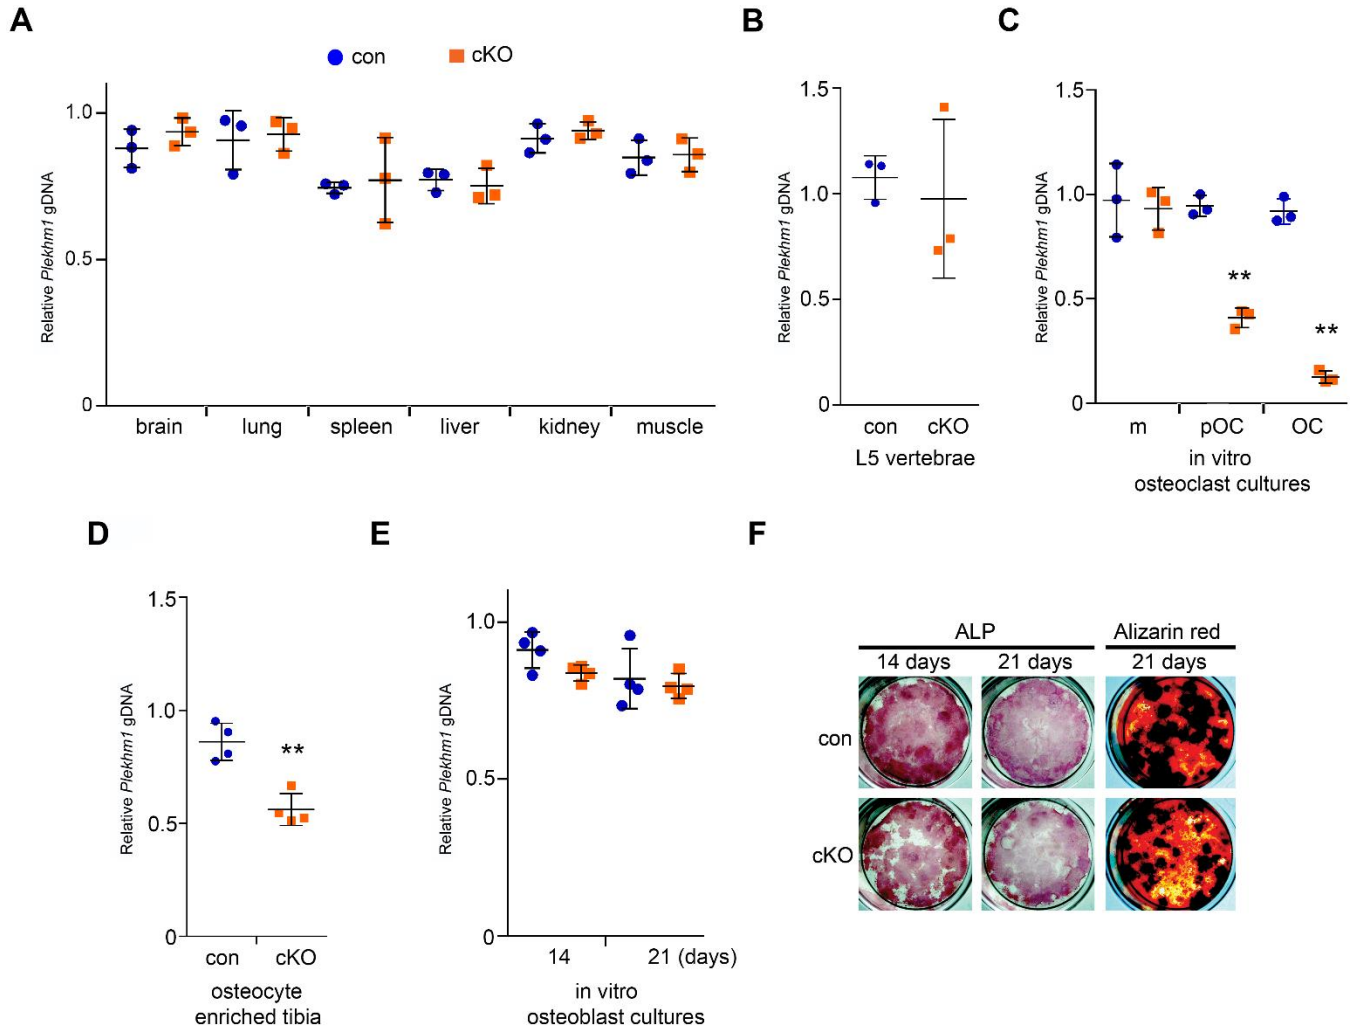 A
con
cKO
Relative Plekhm1 gDNA
1.0
0.5
0
brain
lung
spleen
liver
kidney
muscle
B
Relative Plekhm1 gDNA
1.5
1.0
0.5
0
con
cKO
L5 vertebrae
C
Relative Plekhm1 gDNA
1.5
1.0
0.5
0
**
**
m
pOC
OC
in vitro
osteoclast cultures
D
Relative Plekhm1 gDNA
1.5
1.0
0.5
0
**
con
cKO
osteocyte
enriched tibia
E
Relative Plekhm1 gDNA
1.0
0.5
0
14
21 (days)
in vitro
osteoblast cultures
F
ALP
Alizarin red
14 days
21 days
21 days
con
cKO